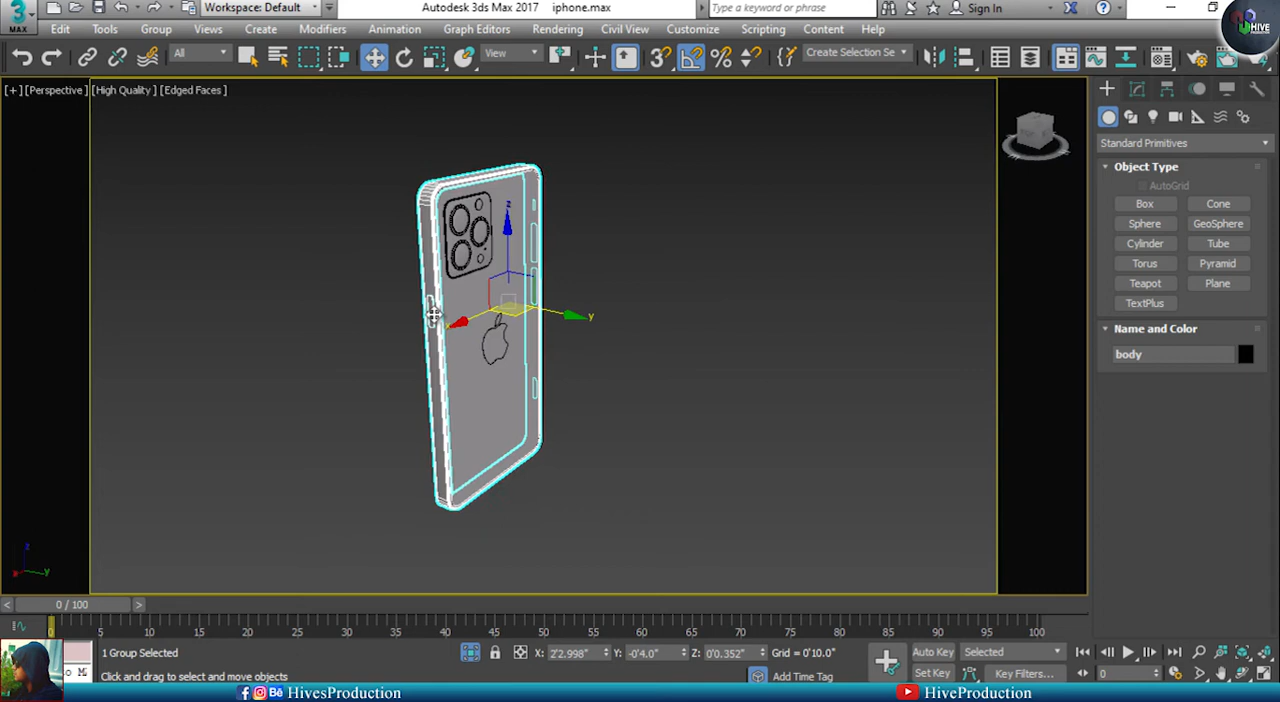 Workspace: Default
Autodesk 3ds Max 2017 iphone.max
Type a keyword or phrase
Sign In
3
MAX
Edit Tools Group Views Create Modifiers Animation Graph Editors Rendering Civil View Customize Scripting Content Help
HIVE
All
View
Create Selection Se
[+] [Perspective] [High Quality] [Edged Faces]
Standard Primitives
Object Type
AutoGrid
Box Cone
Sphere GeoSphere
Cylinder Tube
Torus Pyramid
Teapot Plane
TextPlus
Name and Color
body
z
y
z
x
y
< 0 / 100 >
0 5 10 15 20 25 30 35 40 45 50 55 60 65 70 75 80 85 90 95 100
1 Group Selected
X: 2'2.998" Y: -0'4.0" Z: 0'0.352" Grid = 0'10.0"
Auto Key Selected
M
Click and drag to select and move objects
Add Time Tag
Set Key Key Filters...
0
HivesProduction
HiveProduction